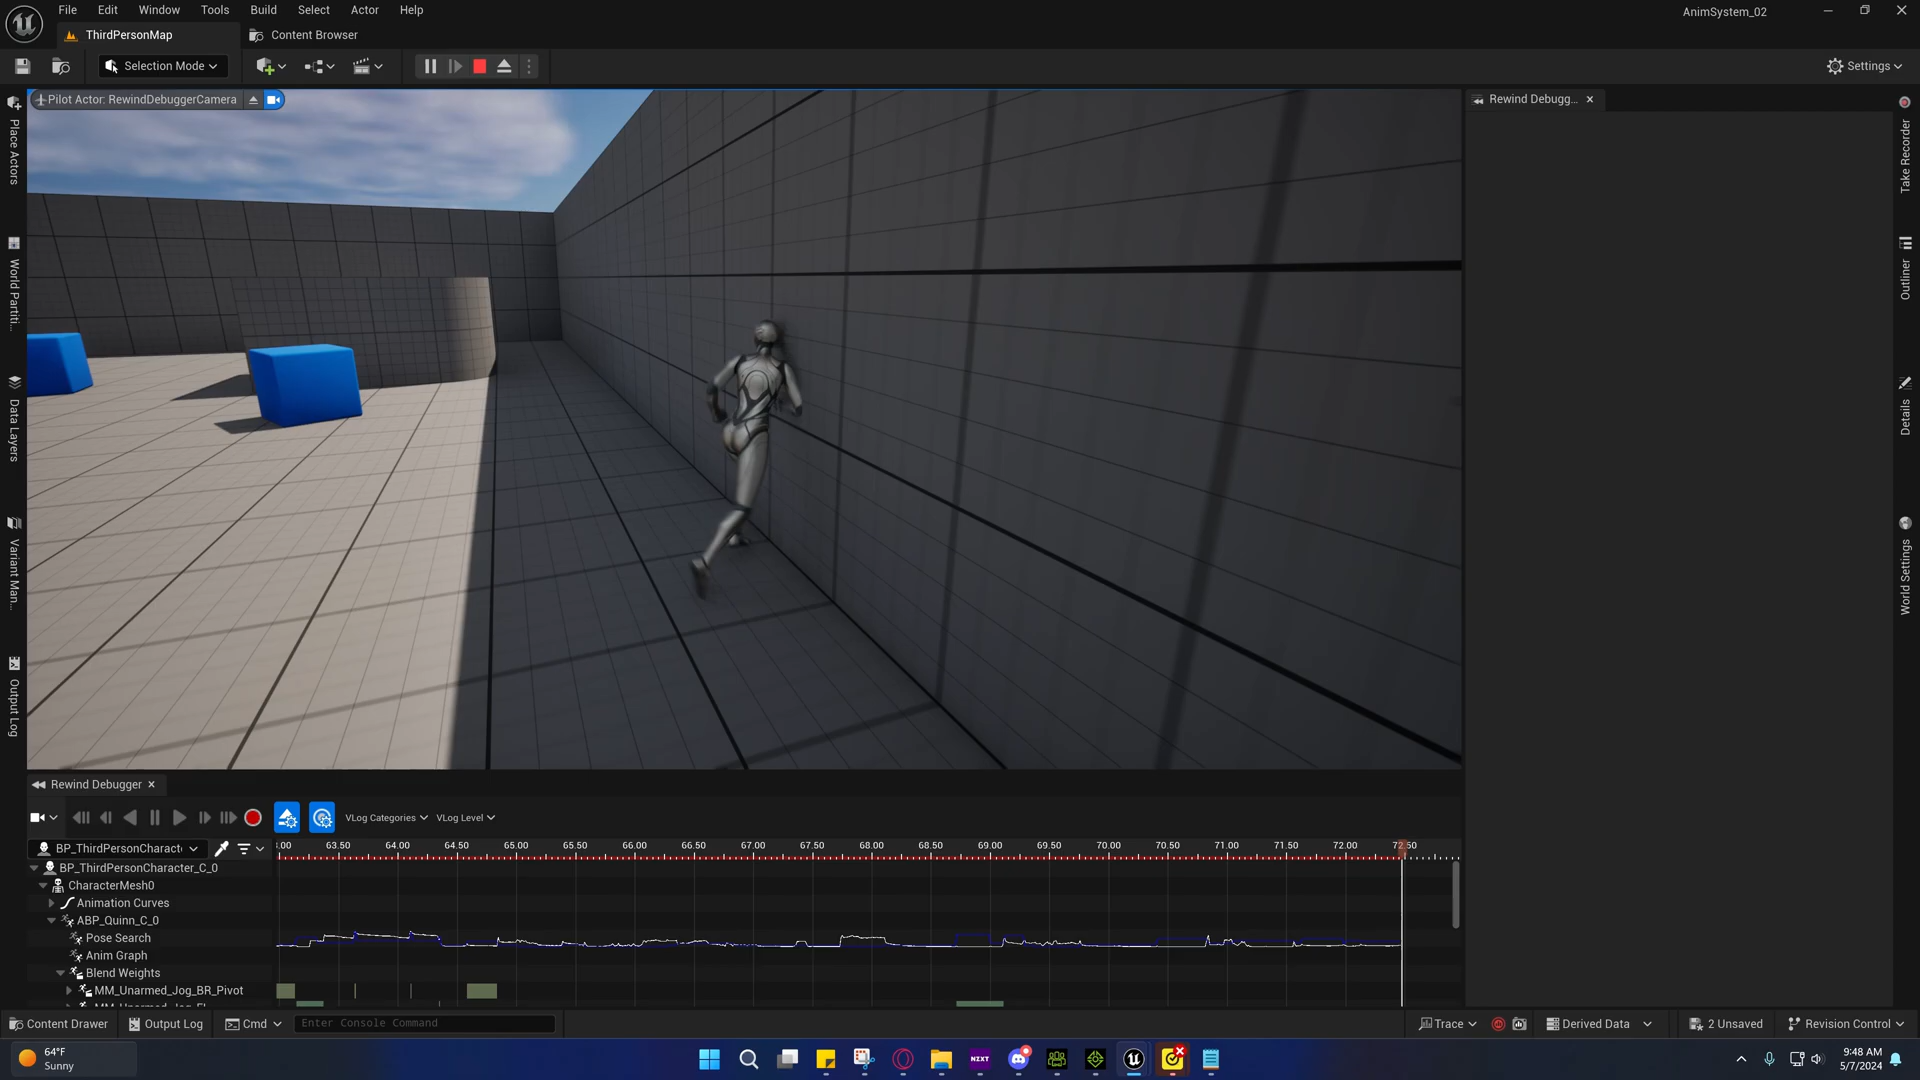 File Edit Window Tools Build Select Actor Help
AnimSystem_02
ThirdPersonMap
Content Browser
Selection Mode
Settings
Pilot Actor: RewindDebuggerCamera
Rewind Debugg...
Place Actors
World Partiti...
Data Layers
Variant Man...
Output Log
Take Recorder
Outliner
Details
World Settings
Rewind Debugger
VLog Categories
VLog Level
BP_ThirdPersonCharact
:.00 63.50 64.00 64.50 65.00 65.50 66.00 66.50 67.00 67.50 68.00 68.50 69.00 69.50 70.00 70.50 71.00 71.50 72.00 72.50
BP_ThirdPersonCharacter_C_0
CharacterMesh0
Animation Curves
ABP_Quinn_C_0
Pose Search
Anim Graph
Blend Weights
MM_Unarmed_Jog_BR_Pivot
Content Drawer
Output Log
Cmd
Enter Console Command
Trace
Derived Data
2 Unsaved
Revision Control
64°F
Sunny
NZXT
9:48 AM
5/7/2024